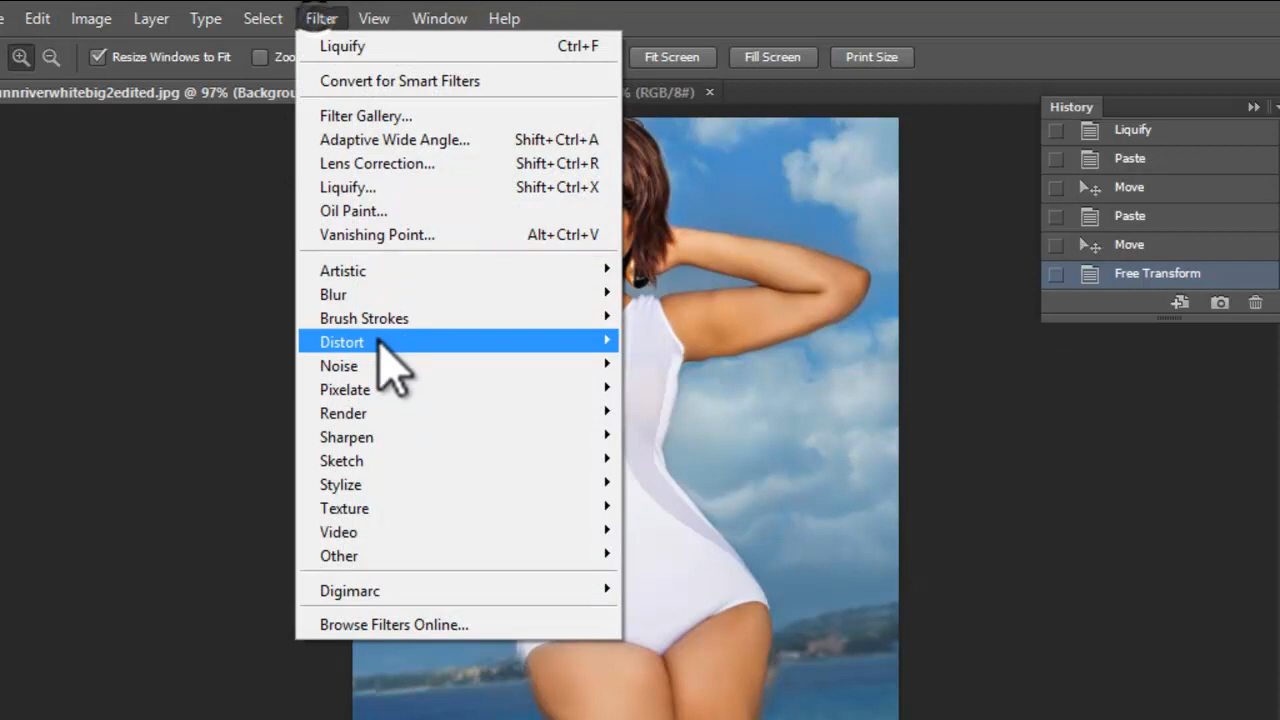 e Edit Image Layer Type Select Filter View Window Help
Resize Windows to Fit Zoo Fit Screen Fill Screen Print Size
nnriverwhitebig2edited.jpg @ 97% (Backgrou % (RGB/8#) ×
Liquify Ctrl+F
Convert for Smart Filters
Filter Gallery...
Adaptive Wide Angle... Shift+Ctrl+A
Lens Correction... Shift+Ctrl+R
Liquify... Shift+Ctrl+X
Oil Paint...
Vanishing Point... Alt+Ctrl+V
Artistic
Blur
Brush Strokes
Distort
Noise
Pixelate
Render
Sharpen
Sketch
Stylize
Texture
Video
Other
Digimarc
Browse Filters Online...
History
Liquify
Paste
Move
Paste
Move
Free Transform